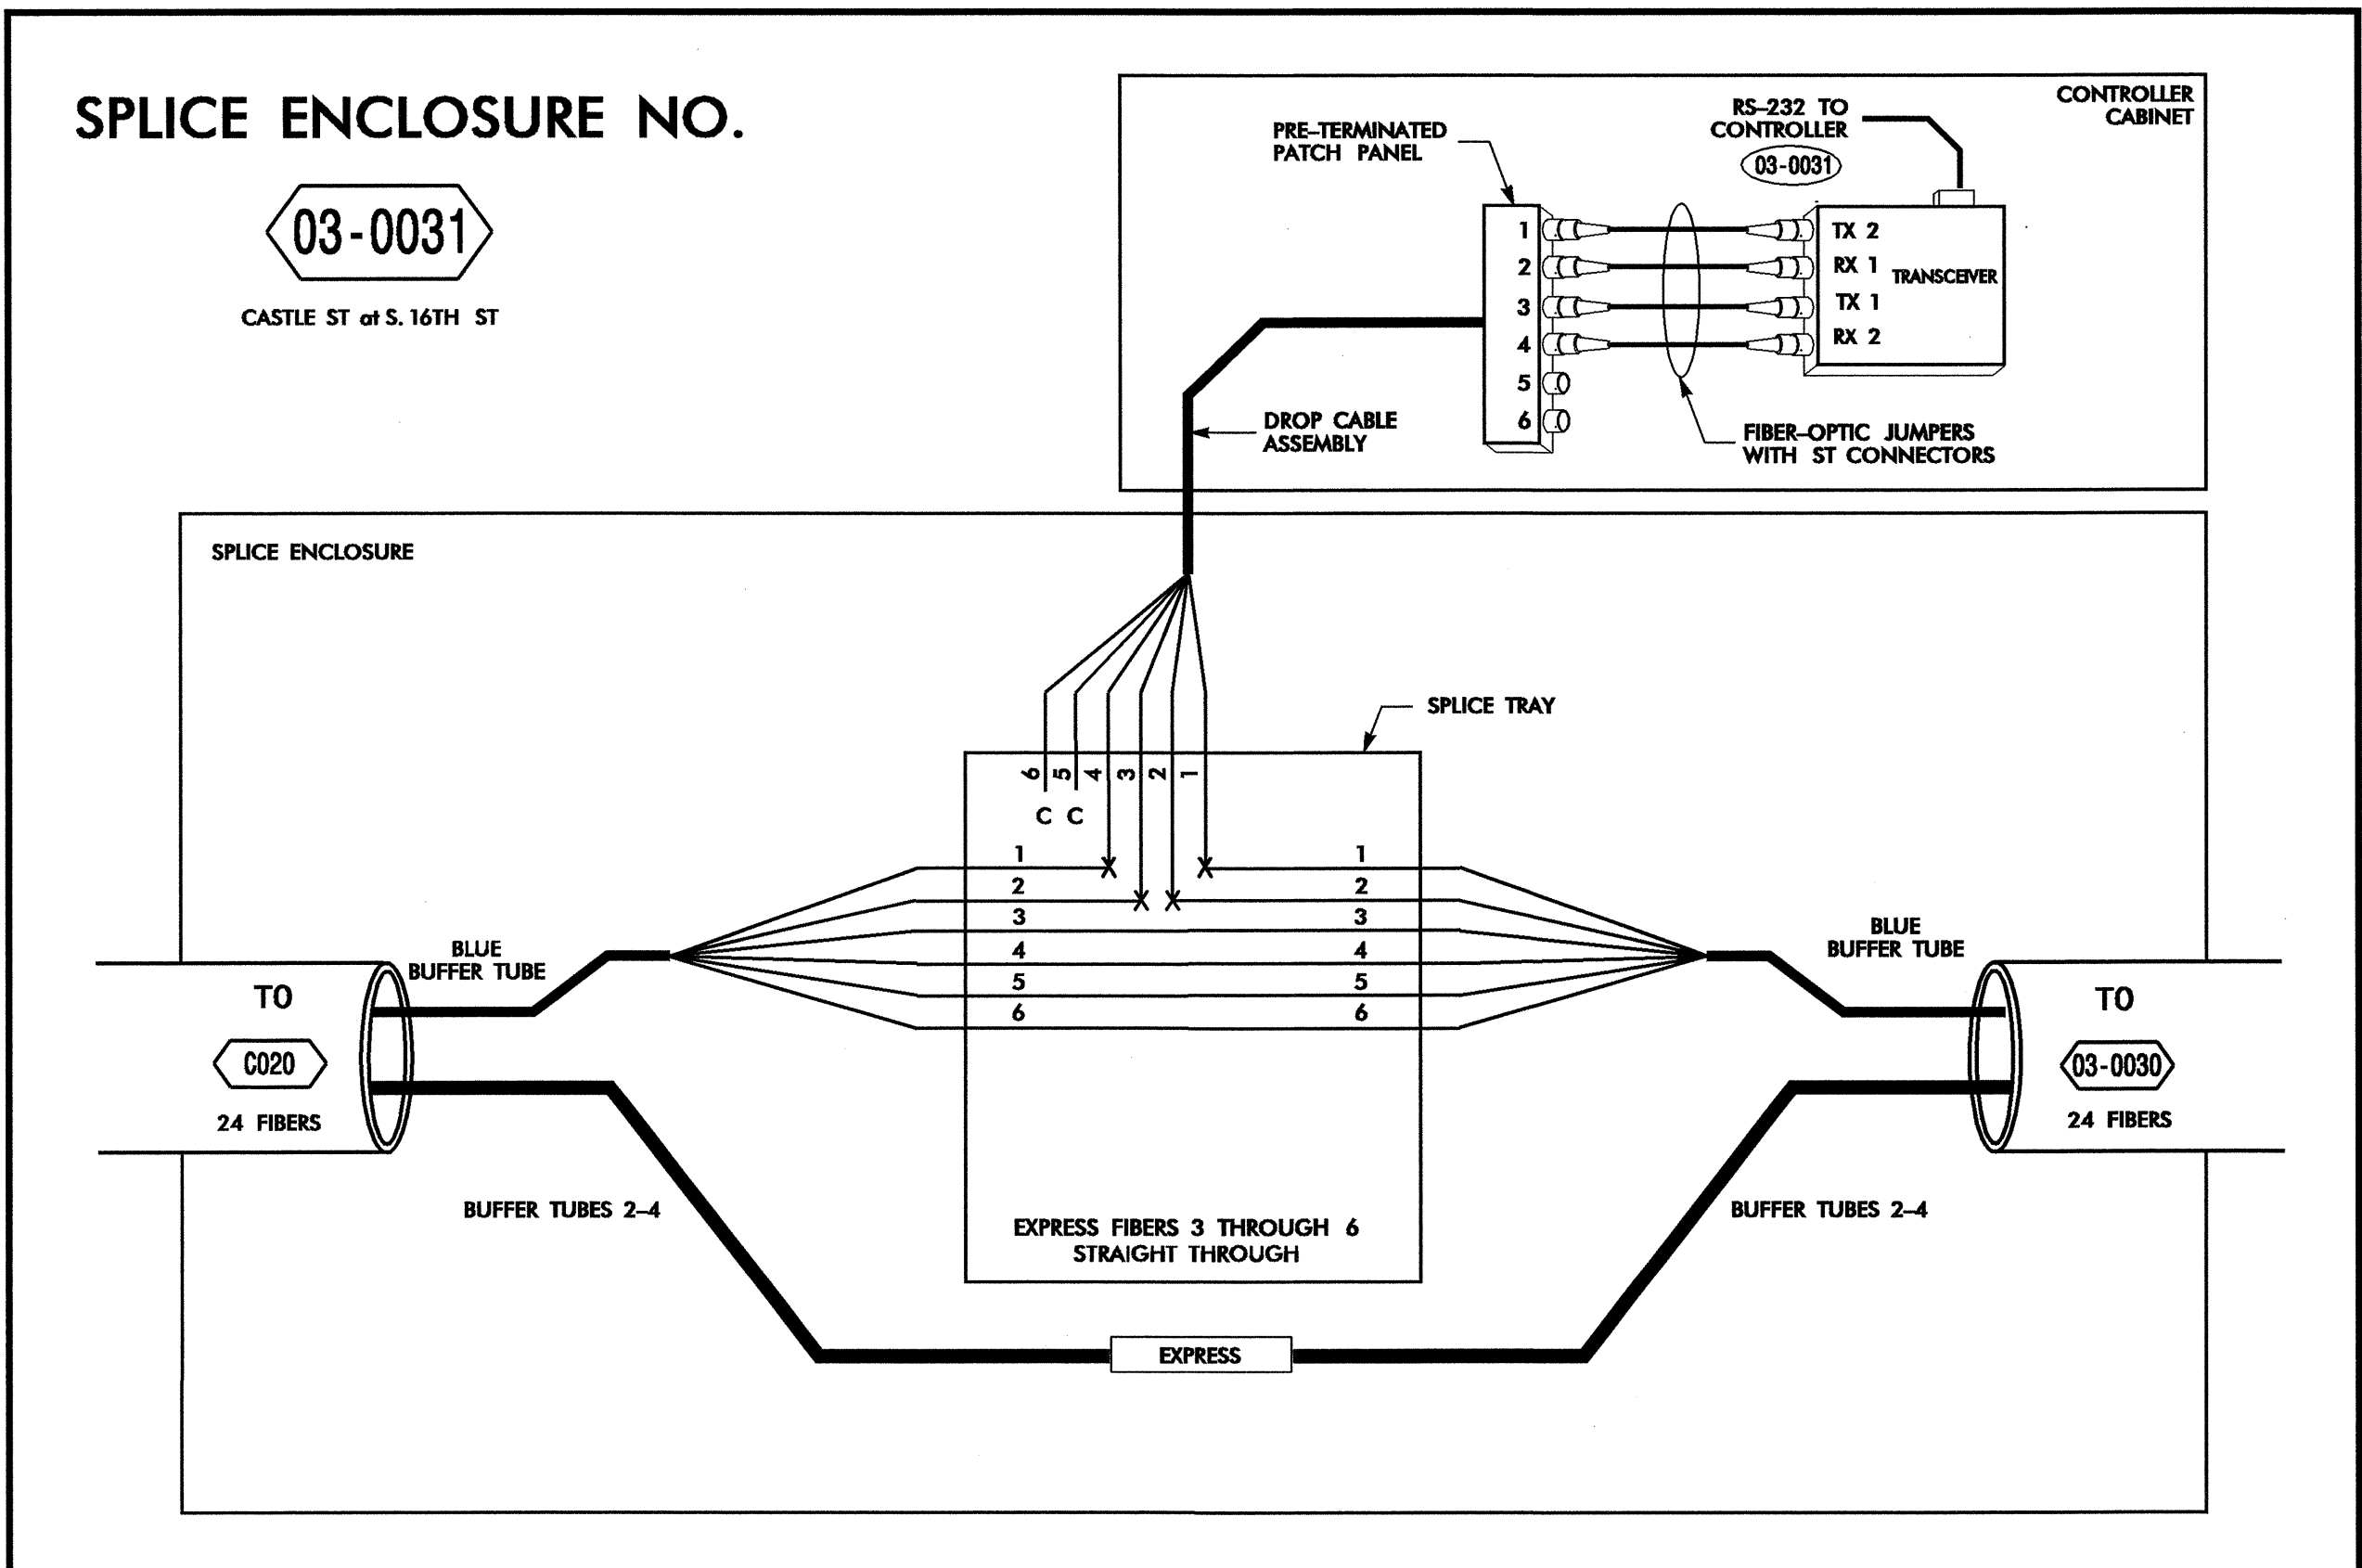 SPLICE ENCLOSURE NO.
03-0031
CASTLE ST at S. 16TH ST
CONTROLLER
CABINET
RS-232 TO
CONTROLLER
03-0031
PRE-TERMINATED
PATCH PANEL
1
2
3
4
5
6
TX 2
RX 1
TX 1
RX 2
TRANSCEIVER
DROP CABLE
ASSEMBLY
FIBER-OPTIC JUMPERS
WITH ST CONNECTORS
SPLICE ENCLOSURE
SPLICE TRAY
6 5 4 3 2 1
C C
1 1
2 2
3 3
4 4
5 5
6 6
BLUE
BUFFER TUBE
TO
C020
24 FIBERS
BLUE
BUFFER TUBE
TO
03-0030
24 FIBERS
BUFFER TUBES 2-4
BUFFER TUBES 2-4
EXPRESS FIBERS 3 THROUGH 6
STRAIGHT THROUGH
EXPRESS